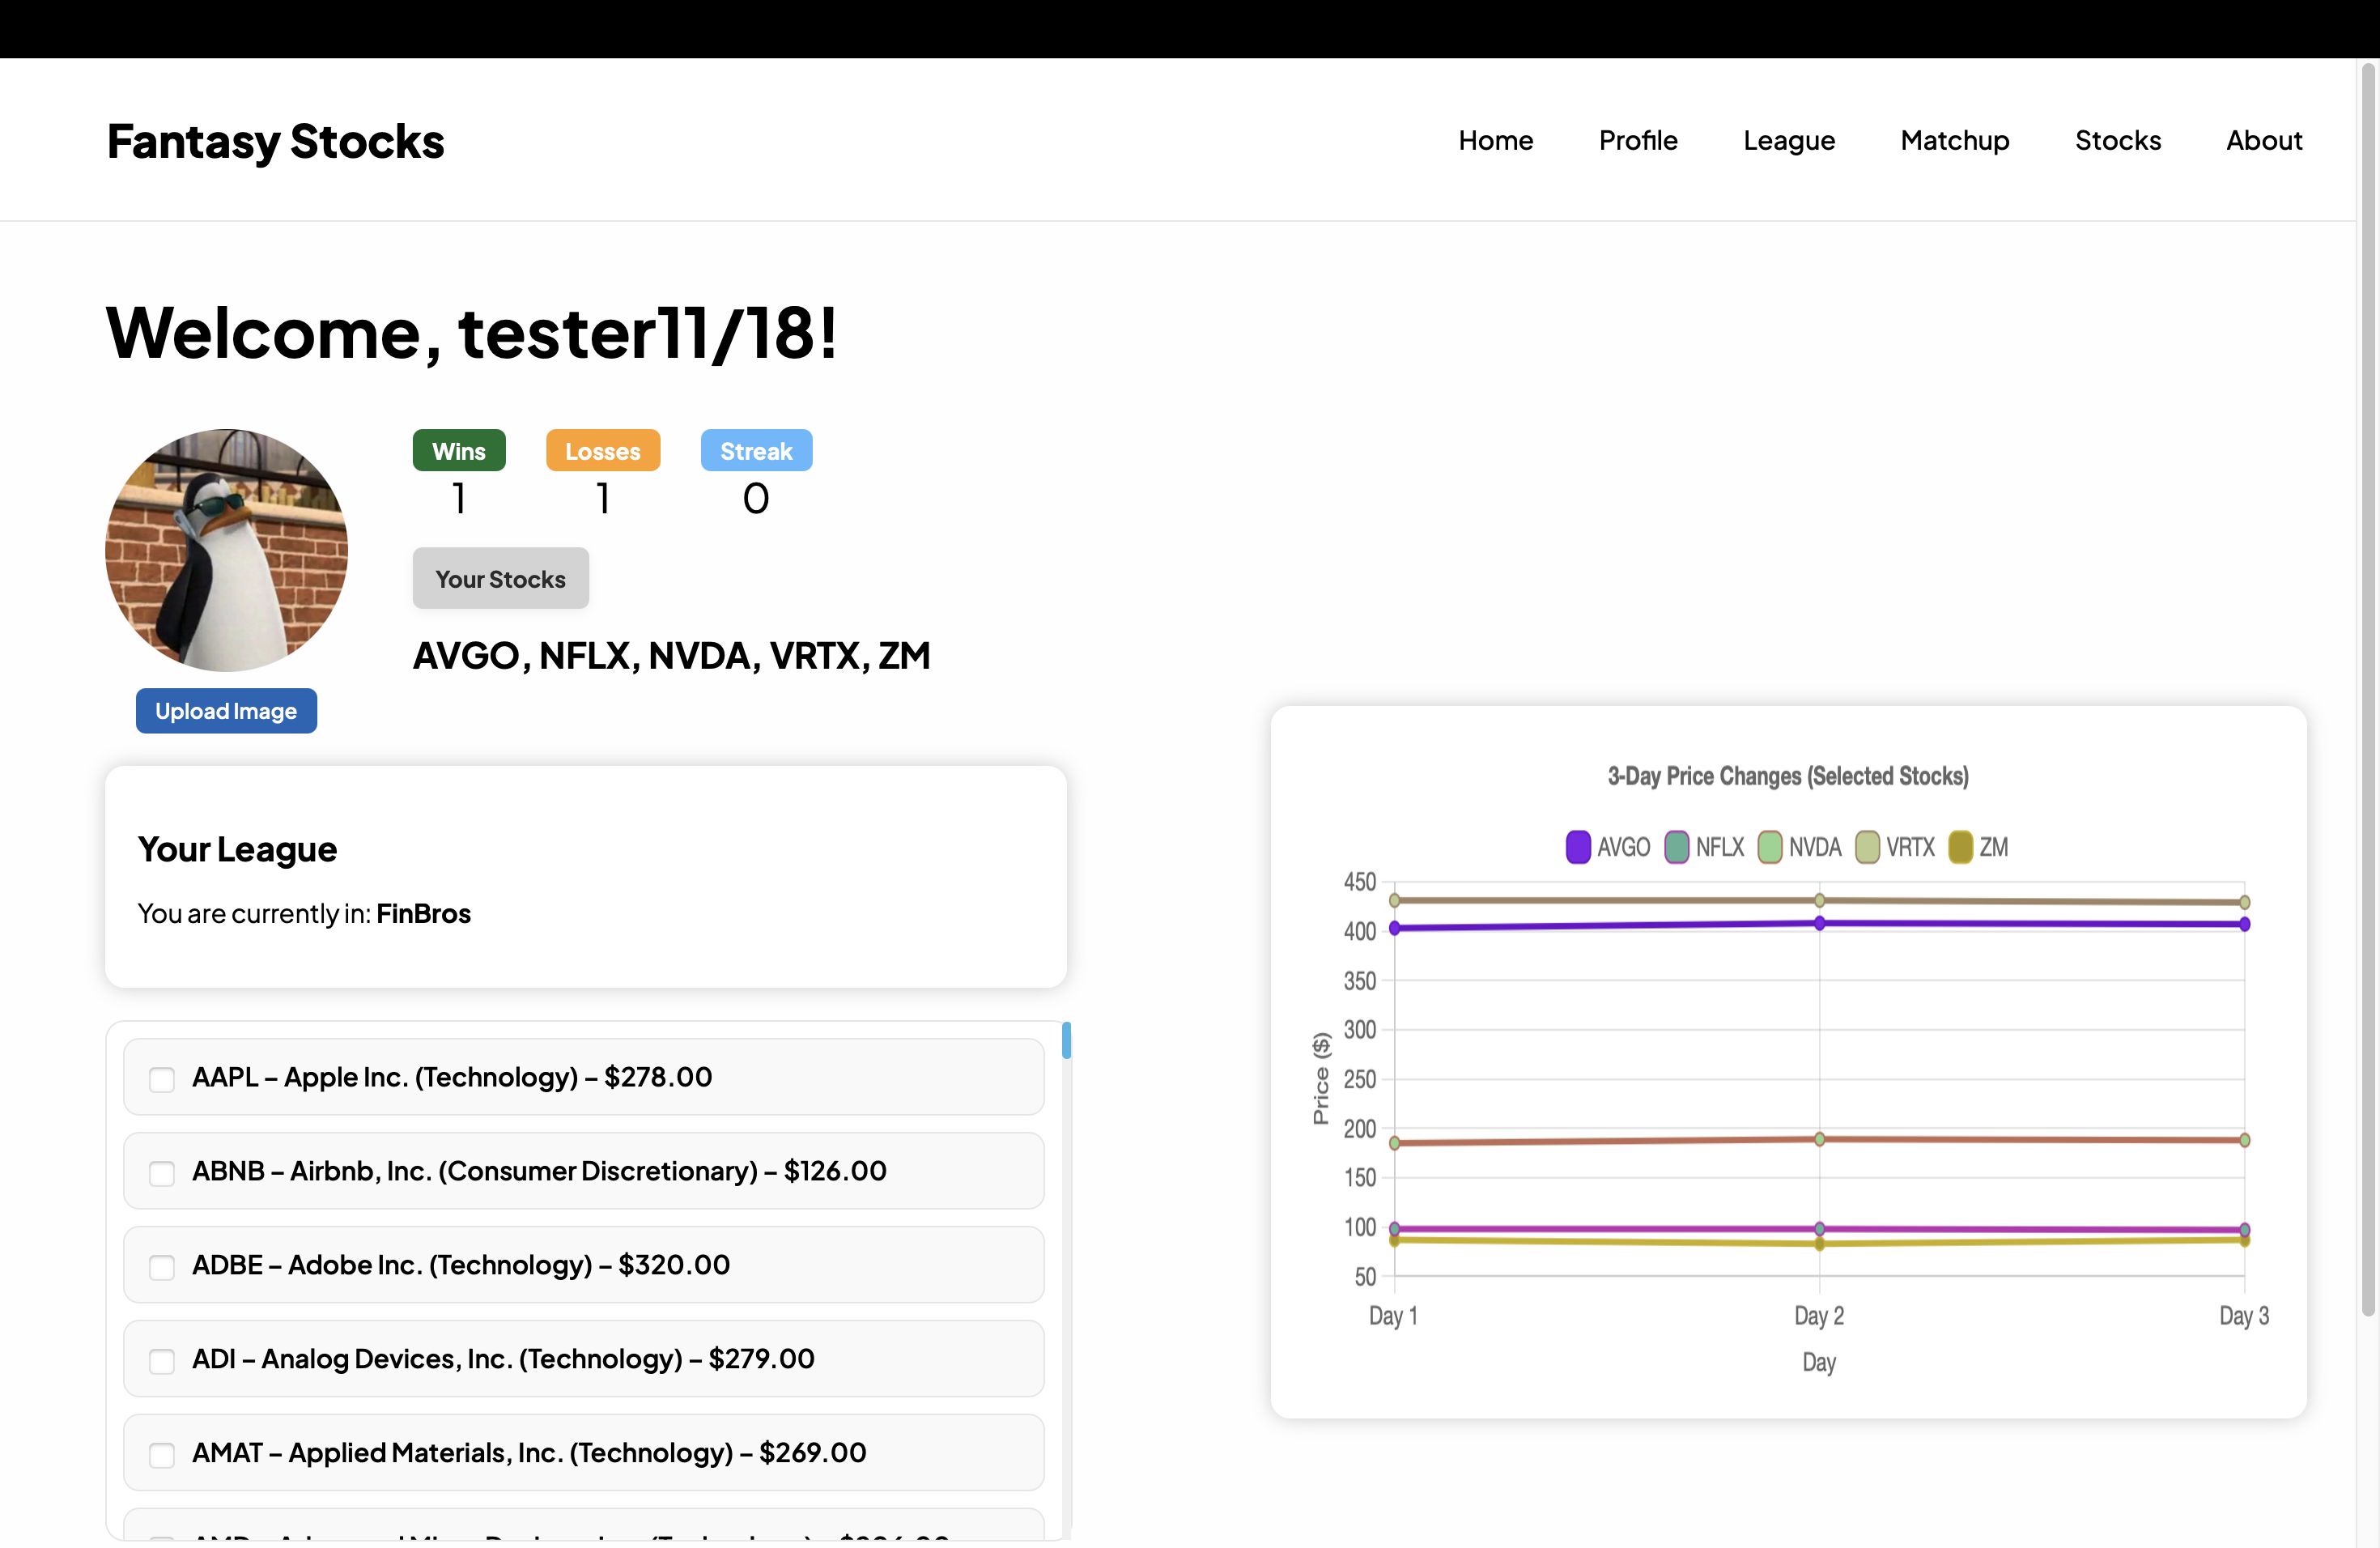 Fantasy Stocks
Home Profile League Matchup Stocks About
Welcome, tester11/18!
Wins Losses Streak
1 1 0
Your Stocks
AVGO, NFLX, NVDA, VRTX, ZM
Upload Image
Your League
You are currently in: FinBros
AAPL – Apple Inc. (Technology) – $278.00
ABNB – Airbnb, Inc. (Consumer Discretionary) – $126.00
ADBE – Adobe Inc. (Technology) – $320.00
ADI – Analog Devices, Inc. (Technology) – $279.00
AMAT – Applied Materials, Inc. (Technology) – $269.00
3-Day Price Changes (Selected Stocks)
AVGO NFLX NVDA VRTX ZM
450
400
350
300
250
200
150
100
50
Price ($)
Day 1 Day 2 Day 3
Day